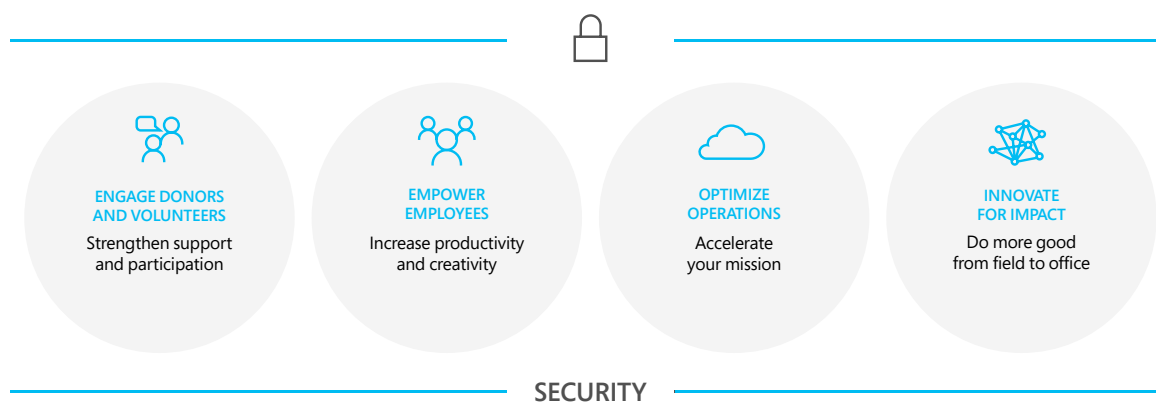 ENGAGE DONORS
AND VOLUNTEERS
Strengthen support
and participation
EMPOWER
EMPLOYEES
Increase productivity
and creativity
OPTIMIZE
OPERATIONS
Accelerate
your mission
INNOVATE
FOR IMPACT
Do more good
from field to office
SECURITY